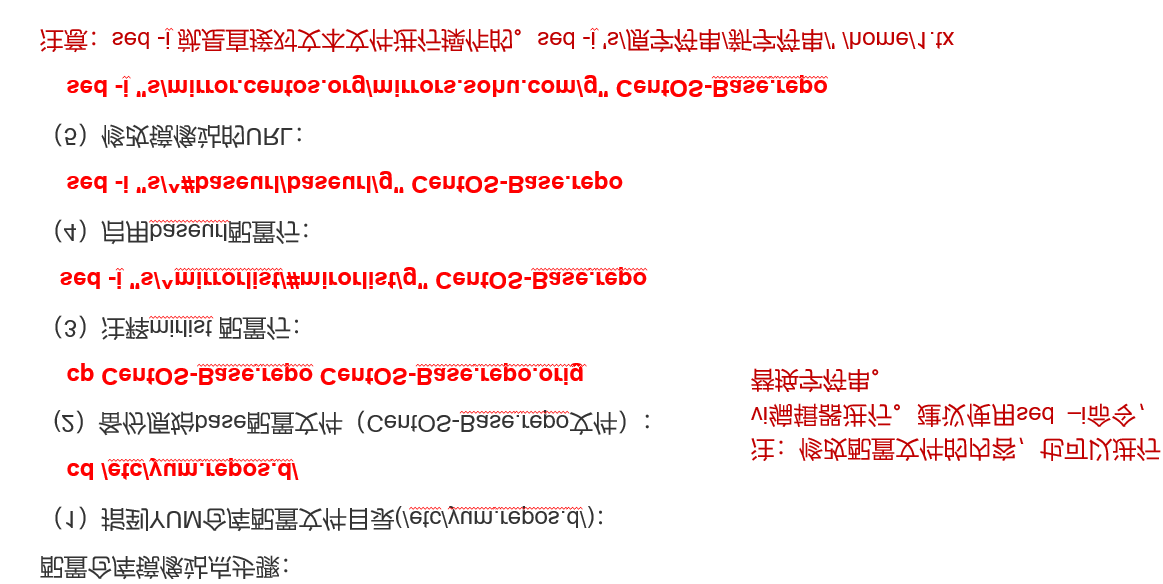 配置仓库镜像站点步骤：
（1）指到YUM仓库配置文件目录(/etc/yum.repos.d/)：
cd /etc/yum.repos.d/
（2）备份原始base配置文件（CentOS-Base.repo文件）：
cp CentOS-Base.repo CentOS-Base.repo.orig
（3）注释mirlist 配置行：
sed -i "s/^mirrorlist/#mirorlist/g" CentOS-Base.repo
（4）启用baseurl配置行：
sed -i "s/^#baseurl/baseurl/g" CentOS-Base.repo
（5）修改镜像站的URL：
sed -i "s/mirror.centos.org/mirrors.sohu.com/g" CentOS-Base.repo
注意：sed -i 就是直接对文本文件进行操作的。sed -i 's/原字符串/新字符串/' /home/1.tx
注：修改配置文件的内容，也可以进行
vi编辑器进行。建议使用sed –i命令，
替换字符串。